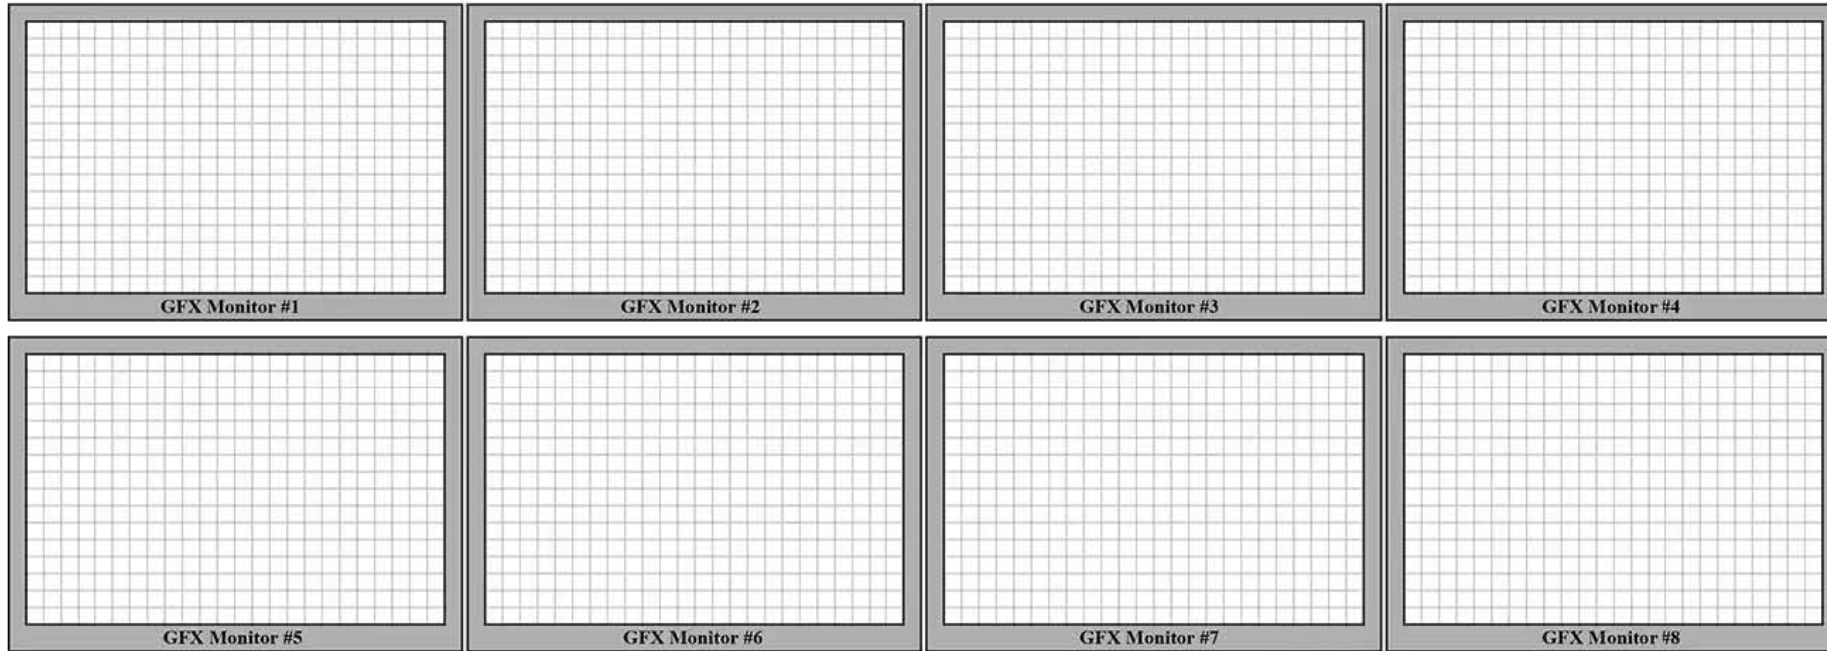 GFX Monitor #1
GFX Monitor #2
GFX Monitor #3
GFX Monitor #4
GFX Monitor #5
GFX Monitor #6
GFX Monitor #7
GFX Monitor #8